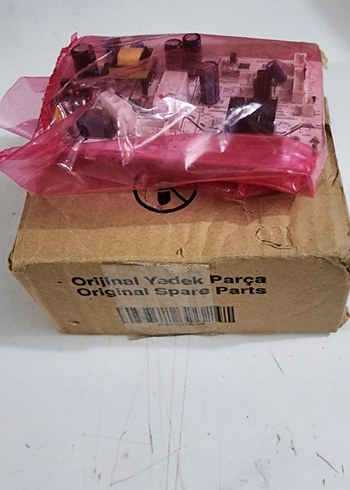 Orijinal Yedek Parça
Original Spare Parts